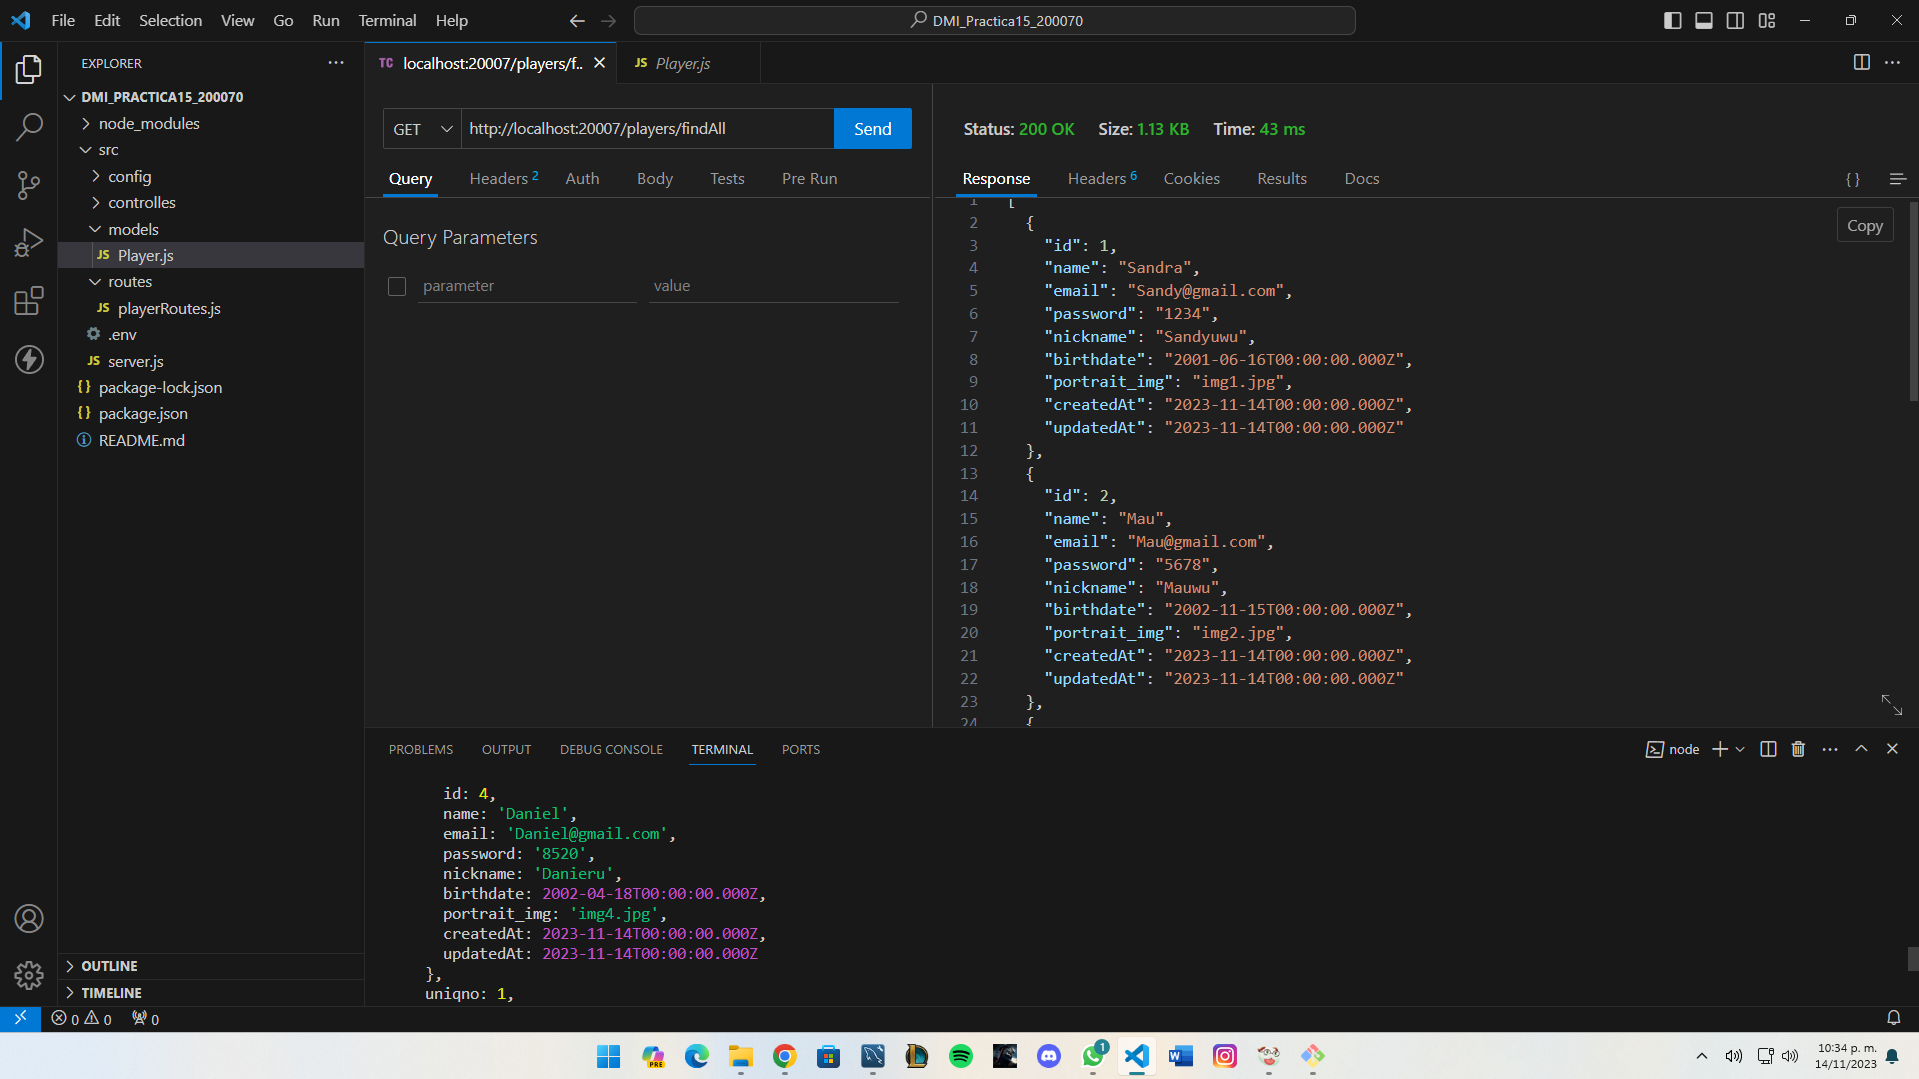 File Edit Selection View Go Run Terminal Help
DMI_Practica15_200070
EXPLORER
DMI_PRACTICA15_200070
node_modules
src
config
controlles
models
JS Player.js
routes
JS playerRoutes.js
.env
JS server.js
{} package-lock.json
{} package.json
README.md
OUTLINE
TIMELINE
TC localhost:20007/players/f..
JS Player.js
GET http://localhost:20007/players/findAll Send
Query Headers 2 Auth Body Tests Pre Run
Query Parameters
parameter value
Status: 200 OK Size: 1.13 KB Time: 43 ms
Response Headers 6 Cookies Results Docs { }
Copy
1 [
2 {
3 "id": 1,
4 "name": "Sandra",
5 "email": "Sandy@gmail.com",
6 "password": "1234",
7 "nickname": "Sandyuwu",
8 "birthdate": "2001-06-16T00:00:00.000Z",
9 "portrait_img": "img1.jpg",
10 "createdAt": "2023-11-14T00:00:00.000Z",
11 "updatedAt": "2023-11-14T00:00:00.000Z"
12 },
13 {
14 "id": 2,
15 "name": "Mau",
16 "email": "Mau@gmail.com",
17 "password": "5678",
18 "nickname": "Mauwu",
19 "birthdate": "2002-11-15T00:00:00.000Z",
20 "portrait_img": "img2.jpg",
21 "createdAt": "2023-11-14T00:00:00.000Z",
22 "updatedAt": "2023-11-14T00:00:00.000Z"
23 },
24 {
PROBLEMS OUTPUT DEBUG CONSOLE TERMINAL PORTS
node
id: 4,
name: 'Daniel',
email: 'Daniel@gmail.com',
password: '8520',
nickname: 'Danieru',
birthdate: 2002-04-18T00:00:00.000Z,
portrait_img: 'img4.jpg',
createdAt: 2023-11-14T00:00:00.000Z,
updatedAt: 2023-11-14T00:00:00.000Z
},
uniqno: 1,
0 0 0
PRE
1
10:34 p. m.
14/11/2023